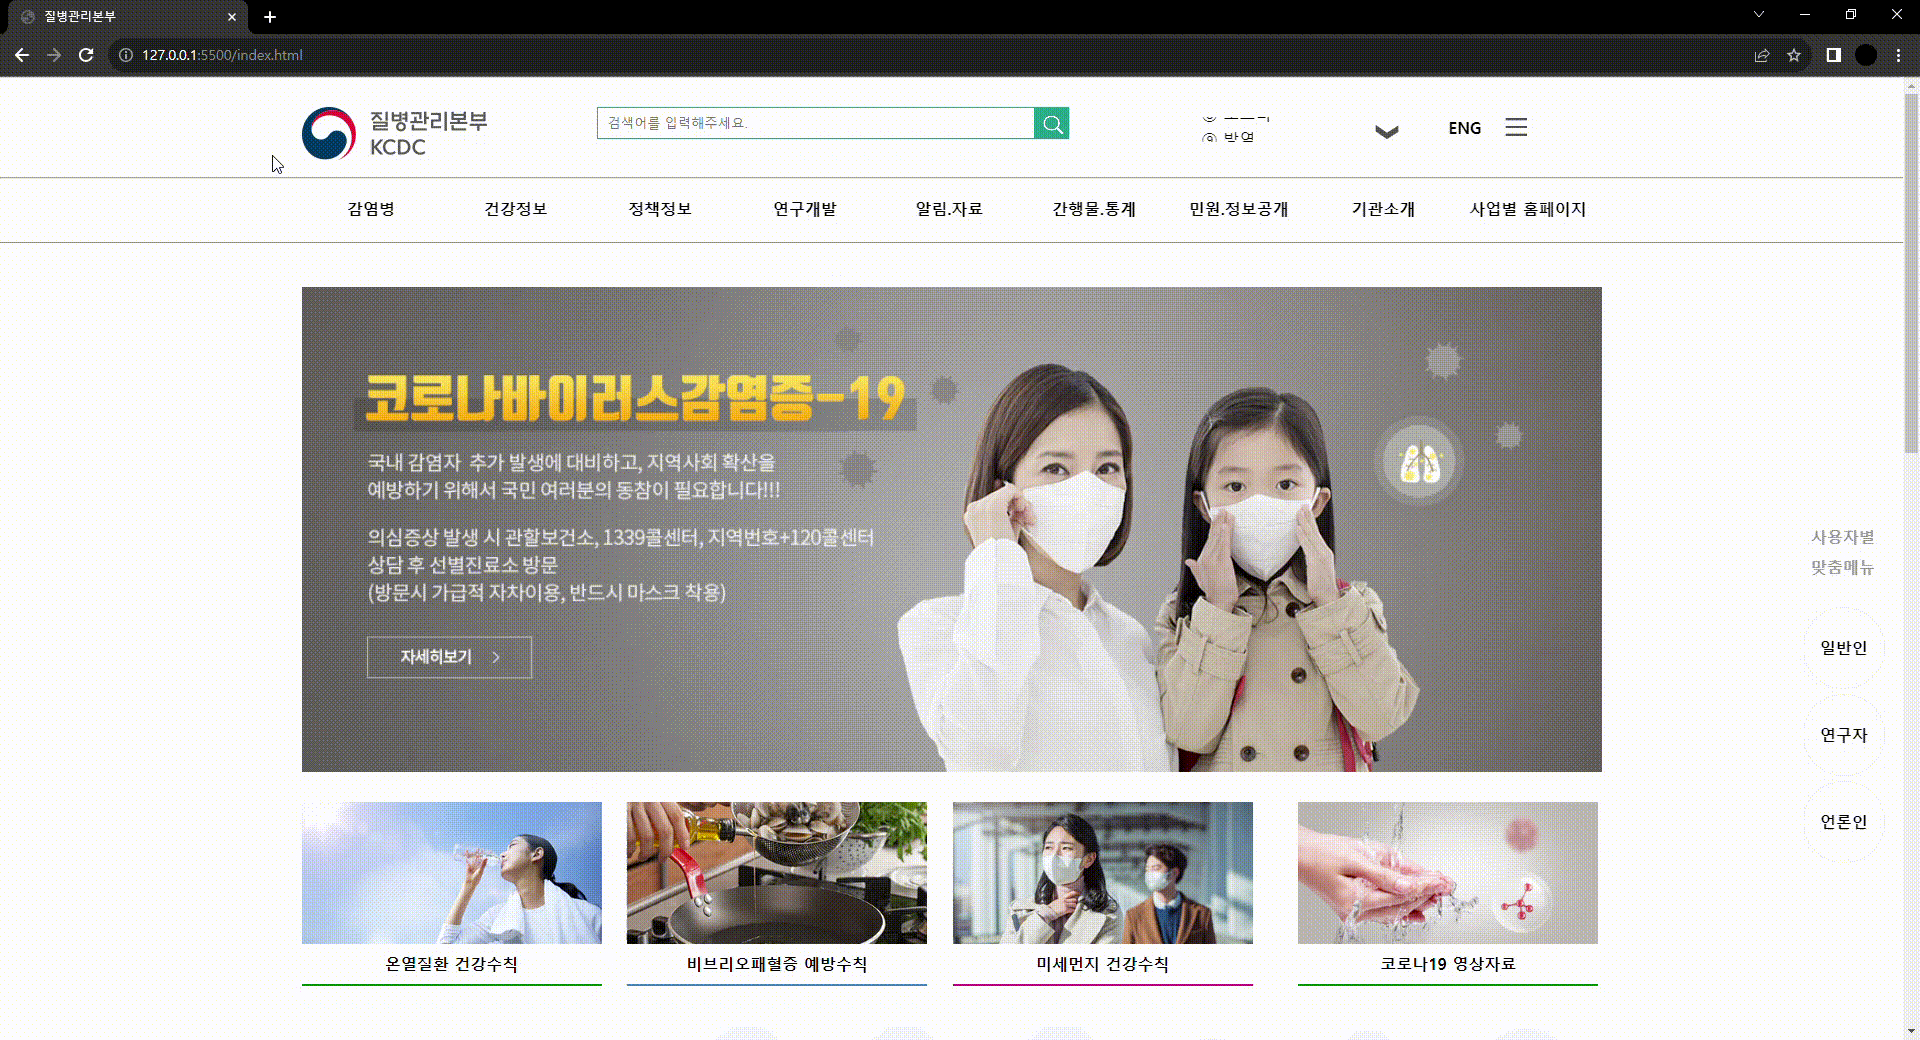 질병관리본부
127.0.0.1:5500/index.html
질병관리본부
KCDC
검색어를 입력해주세요.
방역
ENG
감염병
건강정보
정책정보
연구개발
알림.자료
간행물.통계
민원.정보공개
기관소개
사업별 홈페이지
코로나바이러스감염증-19
국내 감염자 추가 발생에 대비하고, 지역사회 확산을
예방하기 위해서 국민 여러분의 동참이 필요합니다!!!
의심증상 발생 시 관할보건소, 1339콜센터, 지역번호+120콜센터
상담 후 선별진료소 방문
(방문시 가급적 자차이용, 반드시 마스크 착용)
자세히보기
사용자별
맞춤메뉴
일반인
연구자
언론인
온열질환 건강수칙
비브리오패혈증 예방수칙
미세먼지 건강수칙
코로나19 영상자료